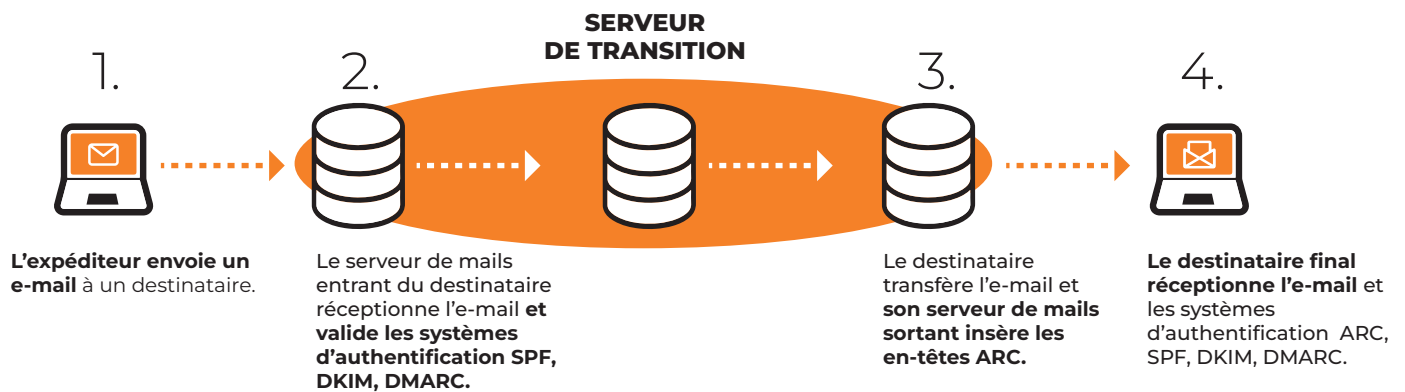 SERVEUR
DE TRANSITION
1.
2.
3.
4.
L’expéditeur envoie un
e-mail à un destinataire.
Le serveur de mails
entrant du destinataire
réceptionne l’e-mail et
valide les systèmes
d’authentification SPF,
DKIM, DMARC.
Le destinataire
transfère l’e-mail et
son serveur de mails
sortant insère les
en-têtes ARC.
Le destinataire final
réceptionne l’e-mail et
les systèmes
d’authentification ARC,
SPF, DKIM, DMARC.